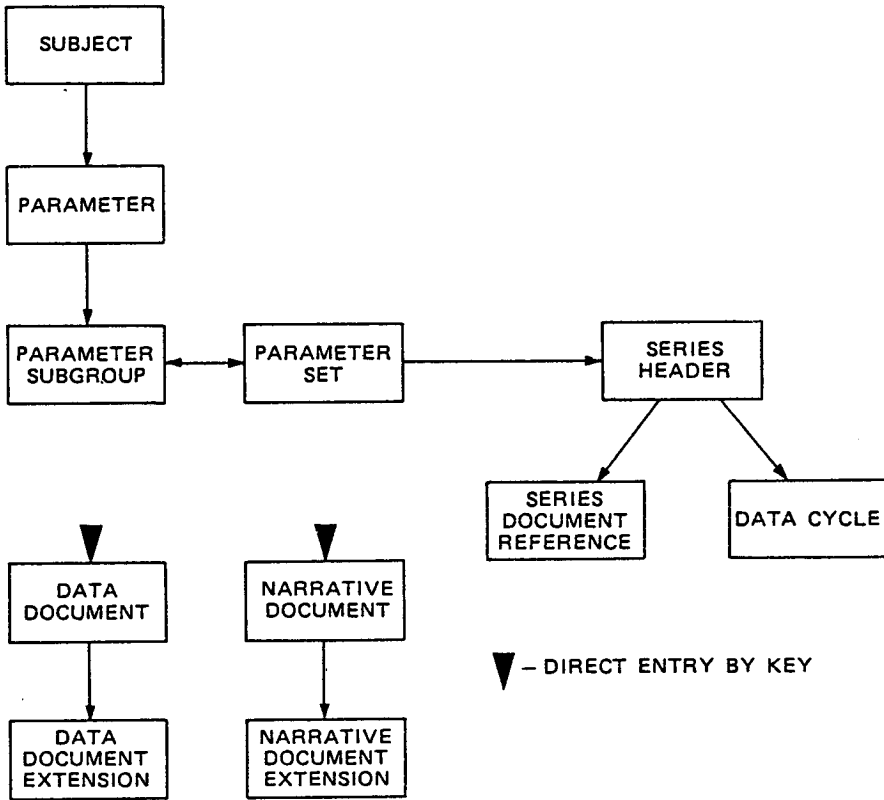 SUBJECT
PARAMETER
PARAMETER
SUBGROUP
PARAMETER
SET
SERIES
HEADER
SERIES
DOCUMENT
REFERENCE
DATA CYCLE
DATA
DOCUMENT
NARRATIVE
DOCUMENT
– DIRECT ENTRY BY KEY
DATA
DOCUMENT
EXTENSION
NARRATIVE
DOCUMENT
EXTENSION